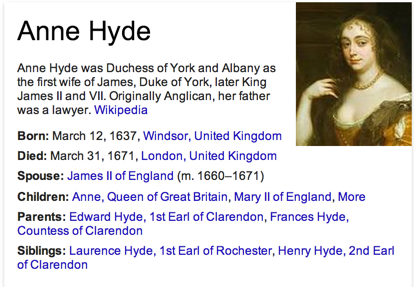 Anne Hyde
Anne Hyde was Duchess of York and Albany as
the first wife of James, Duke of York, later King
James II and VII. Originally Anglican, her father
was a lawyer. Wikipedia
Born: March 12, 1637, Windsor, United Kingdom
Died: March 31, 1671, London, United Kingdom
Spouse: James II of England (m. 1660–1671)
Children: Anne, Queen of Great Britain, Mary II of England, More
Parents: Edward Hyde, 1st Earl of Clarendon, Frances Hyde,
Countess of Clarendon
Siblings: Laurence Hyde, 1st Earl of Rochester, Henry Hyde, 2nd Earl
of Clarendon